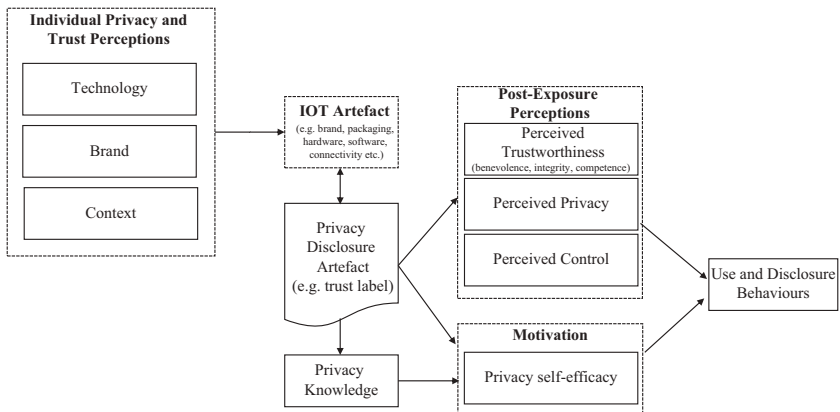 Individual Privacy and
Trust Perceptions
Technology
Brand
Context
IOT Artefact
(e.g. brand, packaging,
hardware, software,
connectivity etc.)
Privacy
Disclosure
Artefact
(e.g. trust label)
Privacy
Knowledge
Post-Exposure
Perceptions
Perceived
Trustworthiness
(benevolence, integrity, competence)
Perceived Privacy
Perceived Control
Motivation
Privacy self-efficacy
Use and Disclosure
Behaviours